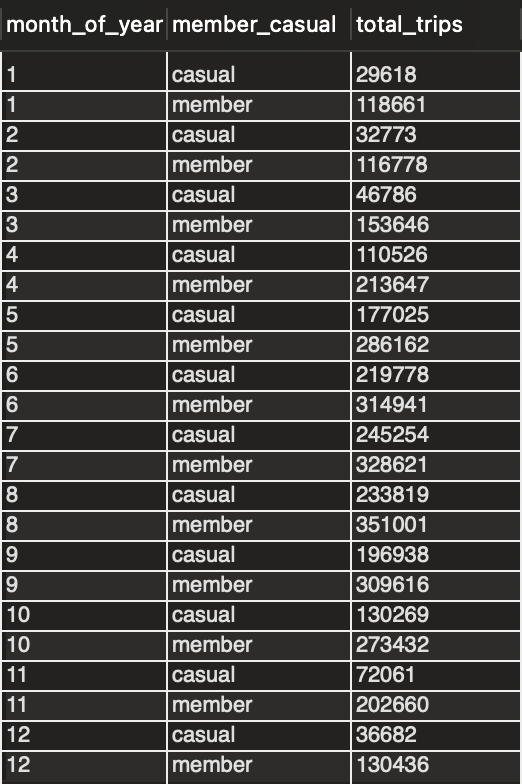 month_of_year member_casual total_trips
1 casual 29618
1 member 118661
2 casual 32773
2 member 116778
3 casual 46786
3 member 153646
4 casual 110526
4 member 213647
5 casual 177025
5 member 286162
6 casual 219778
6 member 314941
7 casual 245254
7 member 328621
8 casual 233819
8 member 351001
9 casual 196938
9 member 309616
10 casual 130269
10 member 273432
11 casual 72061
11 member 202660
12 casual 36682
12 member 130436